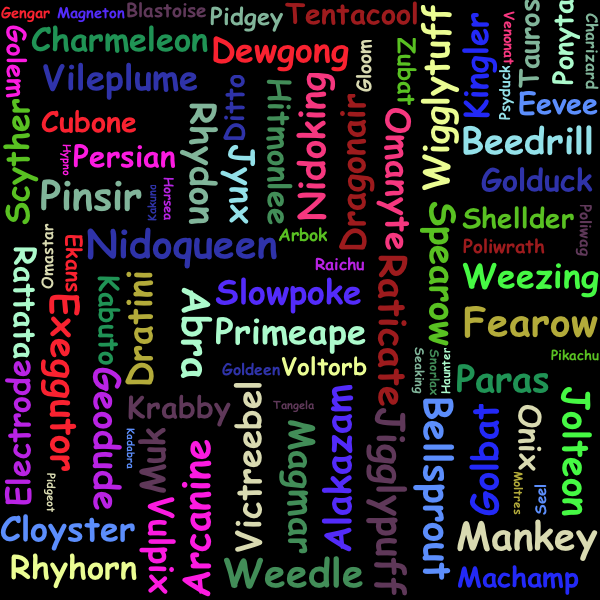 Gengar
Magneton
Blastoise
Pidgey
Tentacool
Golem
Charmeleon
Dewgong
Gloom
Zubat
Wigglytuff
Kingler
Venonat
Psyduck
Tauros
Ponyta
Charizard
Vileplume
Ditto
Hitmonlee
Nidoking
Dragonair
Omanyte
Eevee
Scyther
Cubone
Rhydon
Jynx
Beedrill
Hypno
Persian
Golduck
Pinsir
Kakuna
Horsea
Spearow
Shellder
Poliwag
Omastar
Ekans
Nidoqueen
Arbok
Poliwrath
Rattata
Raichu
Raticate
Weezing
Exeggutor
Kabuto
Dratini
Abra
Slowpoke
Primeape
Fearow
Goldeen
Voltorb
Seaking
Snorlax
Haunter
Pikachu
Paras
Electrode
Geodude
Krabby
Victreebel
Tangela
Alakazam
Jigglypuff
Bellsprout
Golbat
Onix
Jolteon
Kadabra
Muk
Magmar
Arcanine
Pidgeot
Vulpix
Moltres
Seel
Cloyster
Mankey
Rhyhorn
Weedle
Machamp